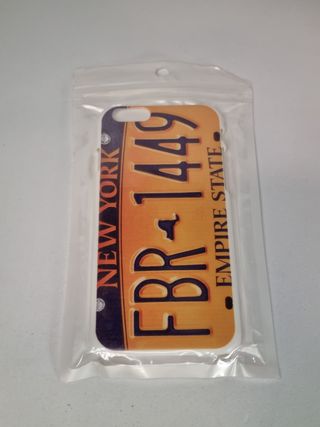 NEW YORK
FBR 1449
EMPIRE STATE